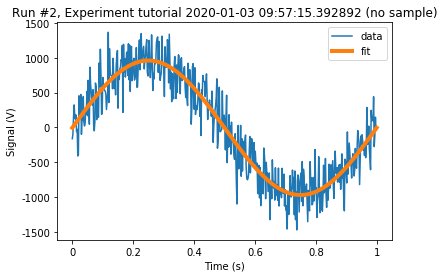 Run #2, Experiment tutorial 2020-01-03 09:57:15.392892 (no sample)
data
fit
Signal (V)
1500
1000
500
0
-500
-1000
-1500
0 0.2 0.4 0.6 0.8 1
Time (s)